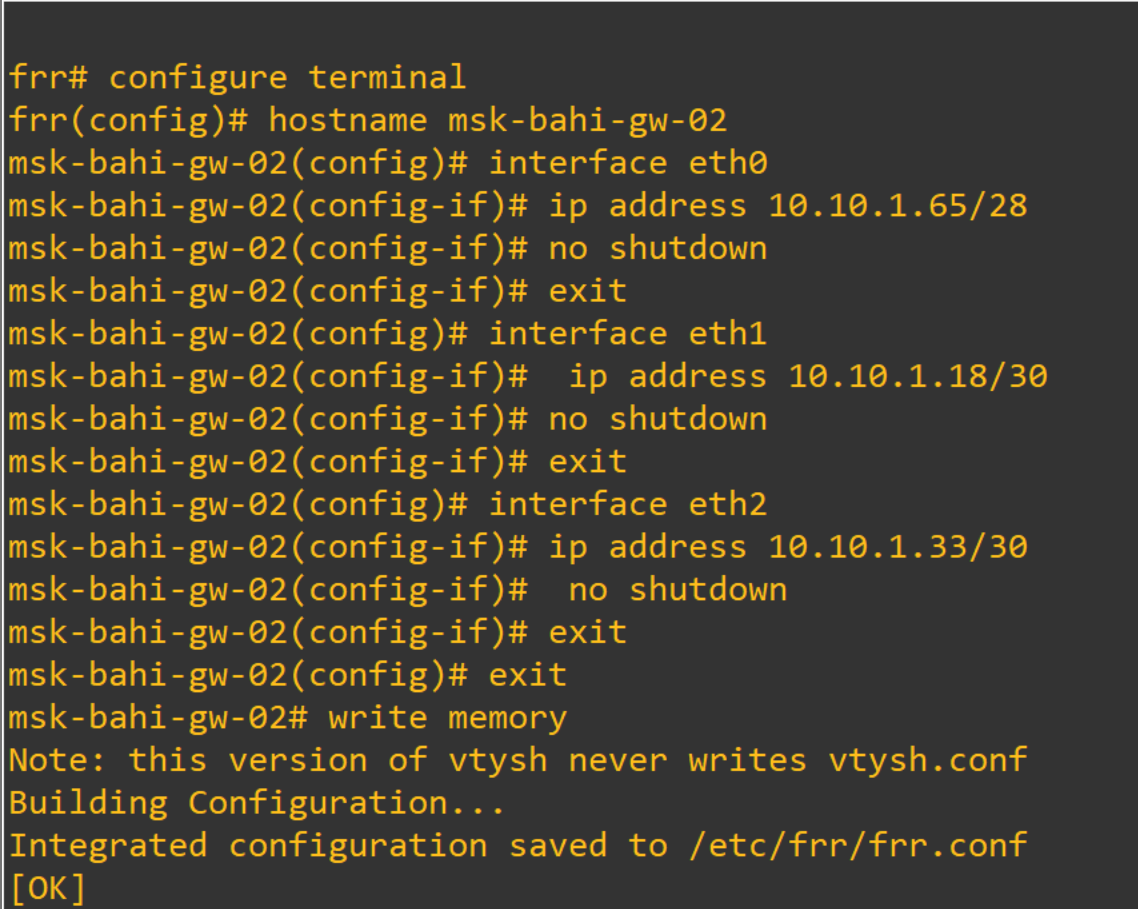 frr# configure terminal
frr(config)# hostname msk-bahi-gw-02
msk-bahi-gw-02(config)# interface eth0
msk-bahi-gw-02(config-if)# ip address 10.10.1.65/28
msk-bahi-gw-02(config-if)# no shutdown
msk-bahi-gw-02(config-if)# exit
msk-bahi-gw-02(config)# interface eth1
msk-bahi-gw-02(config-if)#  ip address 10.10.1.18/30
msk-bahi-gw-02(config-if)# no shutdown
msk-bahi-gw-02(config-if)# exit
msk-bahi-gw-02(config)# interface eth2
msk-bahi-gw-02(config-if)# ip address 10.10.1.33/30
msk-bahi-gw-02(config-if)#  no shutdown
msk-bahi-gw-02(config-if)# exit
msk-bahi-gw-02(config)# exit
msk-bahi-gw-02# write memory
Note: this version of vtysh never writes vtysh.conf
Building Configuration...
Integrated configuration saved to /etc/frr/frr.conf
[OK]